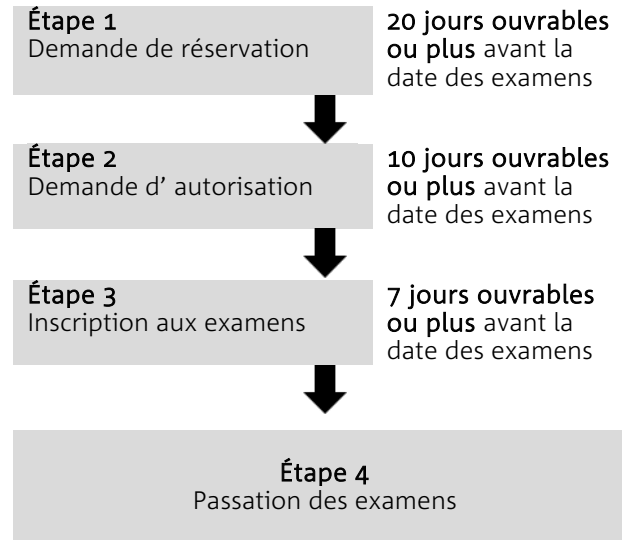 Étape 1
Demande de réservation
20 jours ouvrables
ou plus avant la
date des examens
Étape 2
Demande d’ autorisation
10 jours ouvrables
ou plus avant la
date des examens
Étape 3
Inscription aux examens
7 jours ouvrables
ou plus avant la
date des examens
Étape 4
Passation des examens